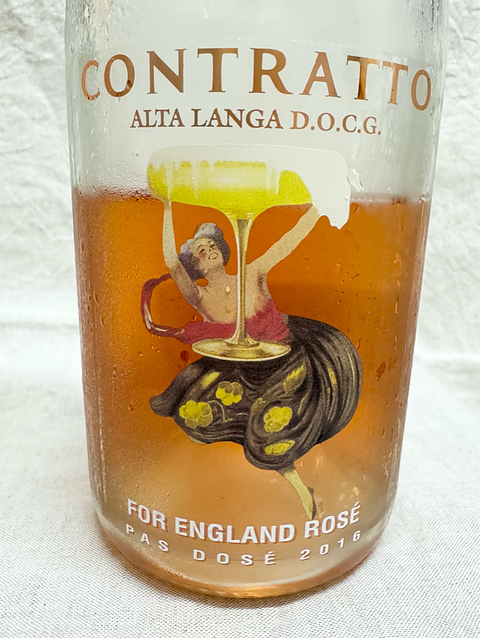 CONTRATTO
ALTA LANGA D.O.C.G.
FOR ENGLAND ROSÉ
PAS DOSÉ 2016